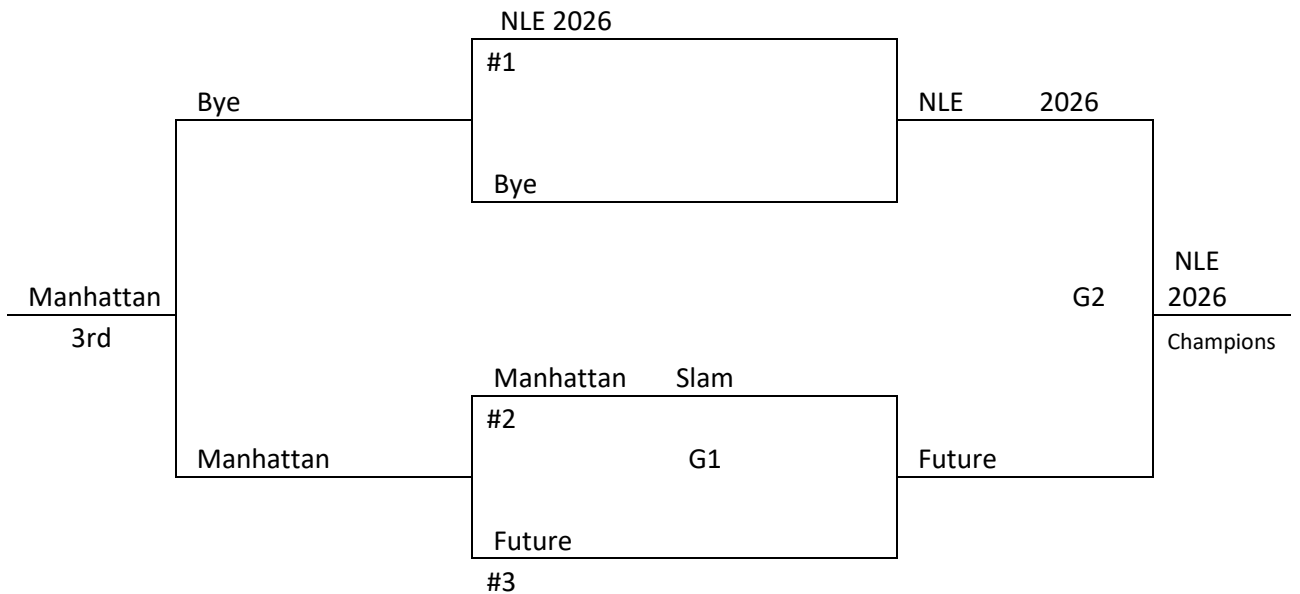 NLE 2026
#1
Bye
NLE 2026
Bye
NLE
2026
Manhattan
G2
3rd
Champions
Manhattan Slam
#2
Manhattan
G1
Future
Future
#3